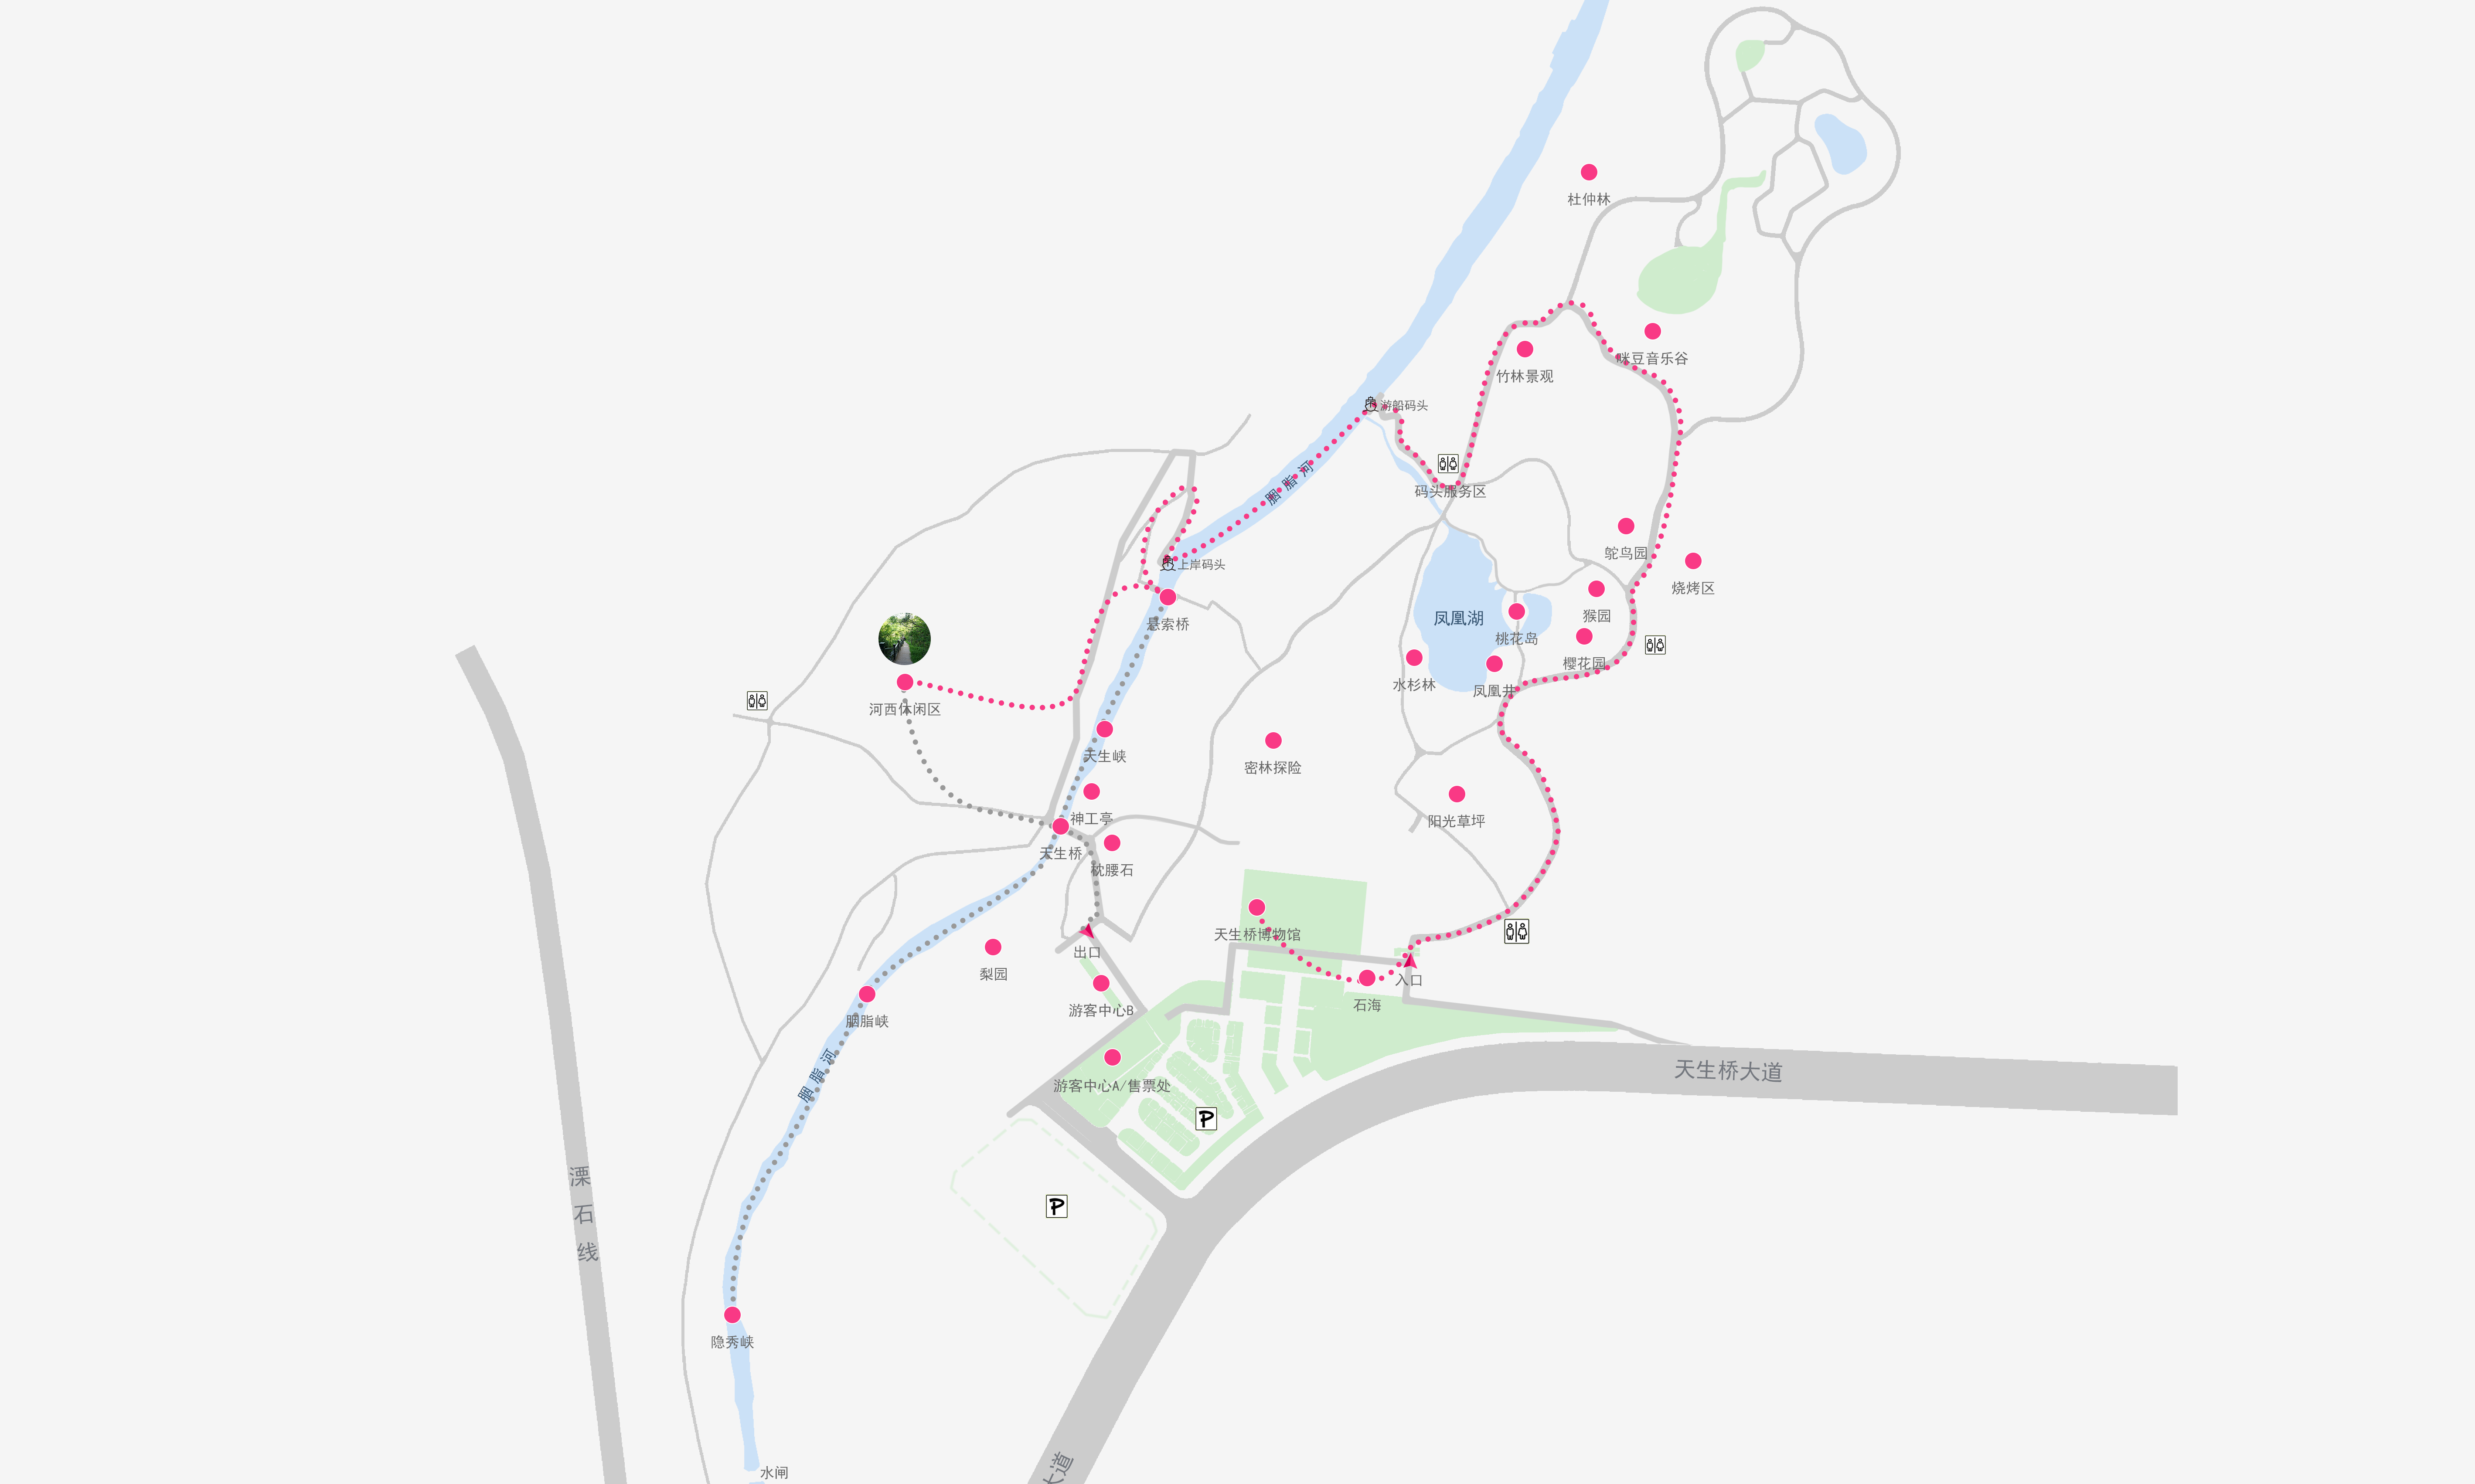 杜仲林
咪豆音乐谷
竹林景观
游船码头
胭脂河
码头服务区
鸵鸟园
上岸码头
烧烤区
猴园
凤凰湖
悬索桥
桃花岛
樱花园
水杉林
凤凰井
河西休闲区
天生峡
密林探险
神工亭
阳光草坪
天生桥
枕腰石
天生桥博物馆
出口
梨园
入口
石海
游客中心B
胭脂峡
胭脂河
天生桥大道
游客中心A/售票处
P
溧石线
P
隐秀峡
水闸
大道